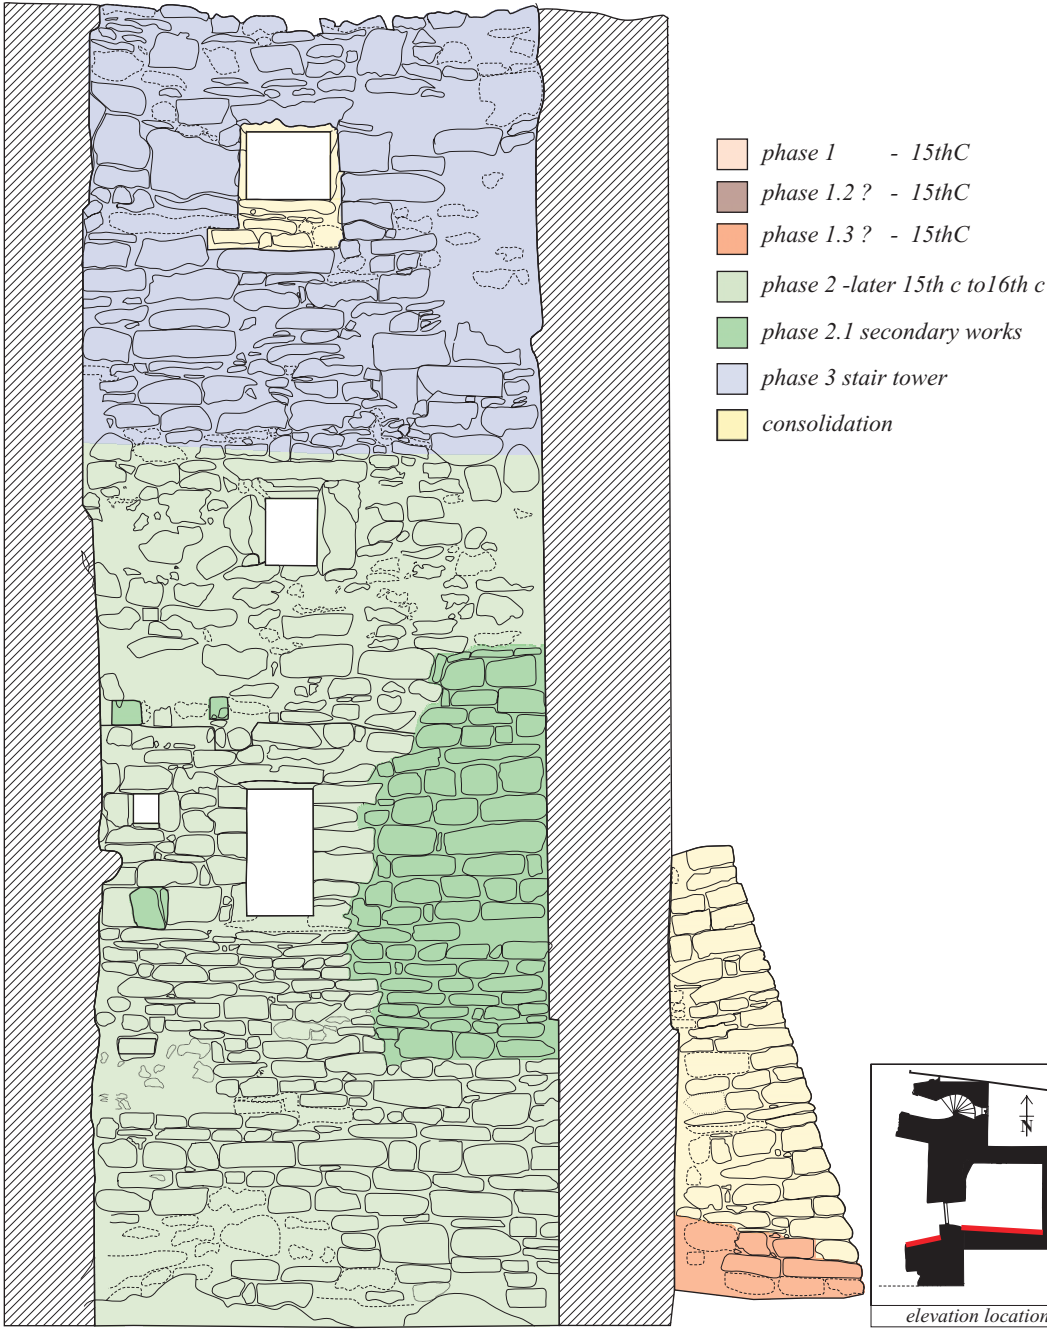 phase 1 - 15thC
phase 1.2 ? - 15thC
phase 1.3 ? - 15thC
phase 2 -later 15th c to16th c
phase 2.1 secondary works
phase 3 stair tower
consolidation
N
elevation location